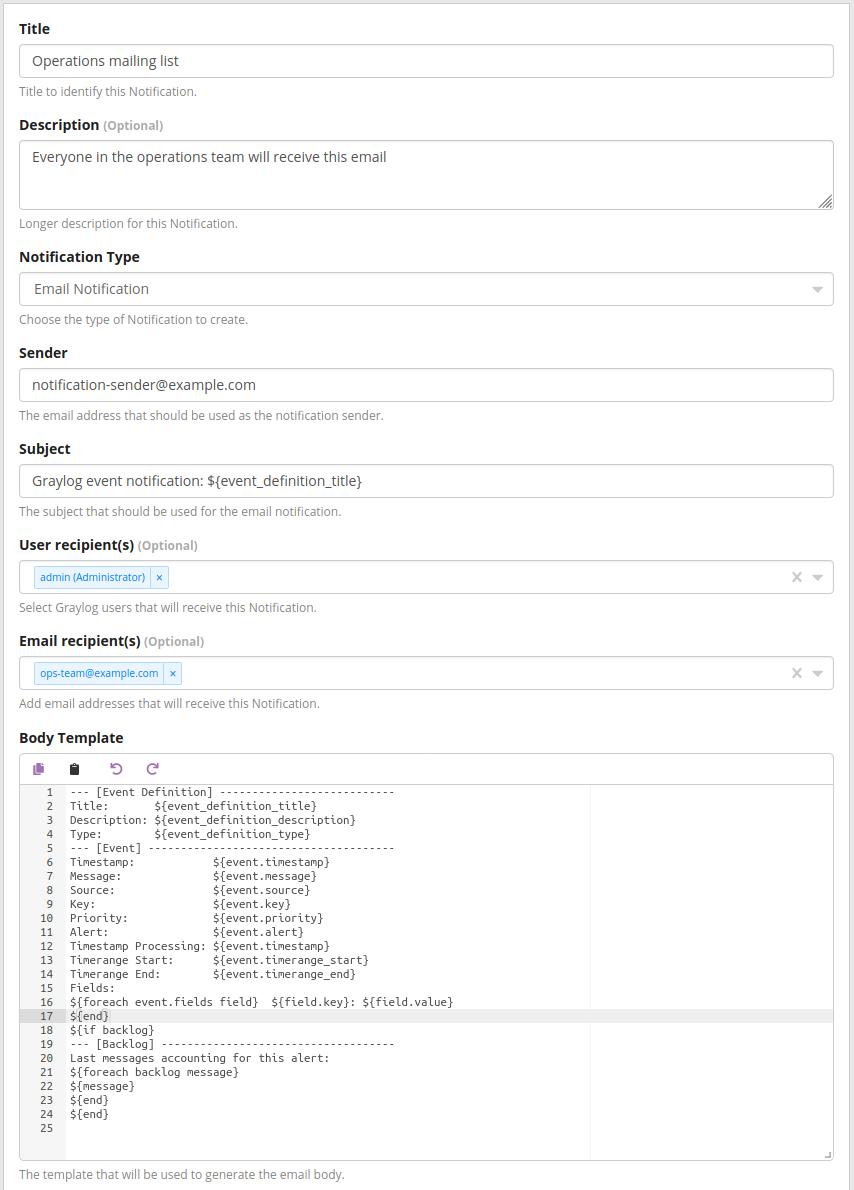 Title
Operations mailing list
Title to identify this Notification.
Description (Optional)
Everyone in the operations team will receive this email
Longer description for this Notification.
Notification Type
Email Notification
Choose the type of Notification to create.
Sender
notification-sender@example.com
The email address that should be used as the notification sender.
Subject
Graylog event notification: ${event_definition_title}
The subject that should be used for the email notification.
User recipient(s) (Optional)
admin (Administrator) ×
Select Graylog users that will receive this Notification.
Email recipient(s) (Optional)
ops-team@example.com ×
Add email addresses that will receive this Notification.
Body Template
1 --- [Event Definition] ---------------------------
2 Title:       ${event_definition_title}
3 Description: ${event_definition_description}
4 Type:        ${event_definition_type}
5 --- [Event] --------------------------------------
6 Timestamp:            ${event.timestamp}
7 Message:              ${event.message}
8 Source:               ${event.source}
9 Key:                  ${event.key}
10 Priority:             ${event.priority}
11 Alert:                ${event.alert}
12 Timestamp Processing: ${event.timestamp}
13 Timerange Start:      ${event.timerange_start}
14 Timerange End:        ${event.timerange_end}
15 Fields:
16 ${foreach event.fields field}  ${field.key}: ${field.value}
17 ${end}
18 ${if backlog}
19 --- [Backlog] ------------------------------------
20 Last messages accounting for this alert:
21 ${foreach backlog message}
22 ${message}
23 ${end}
24 ${end}
25
The template that will be used to generate the email body.